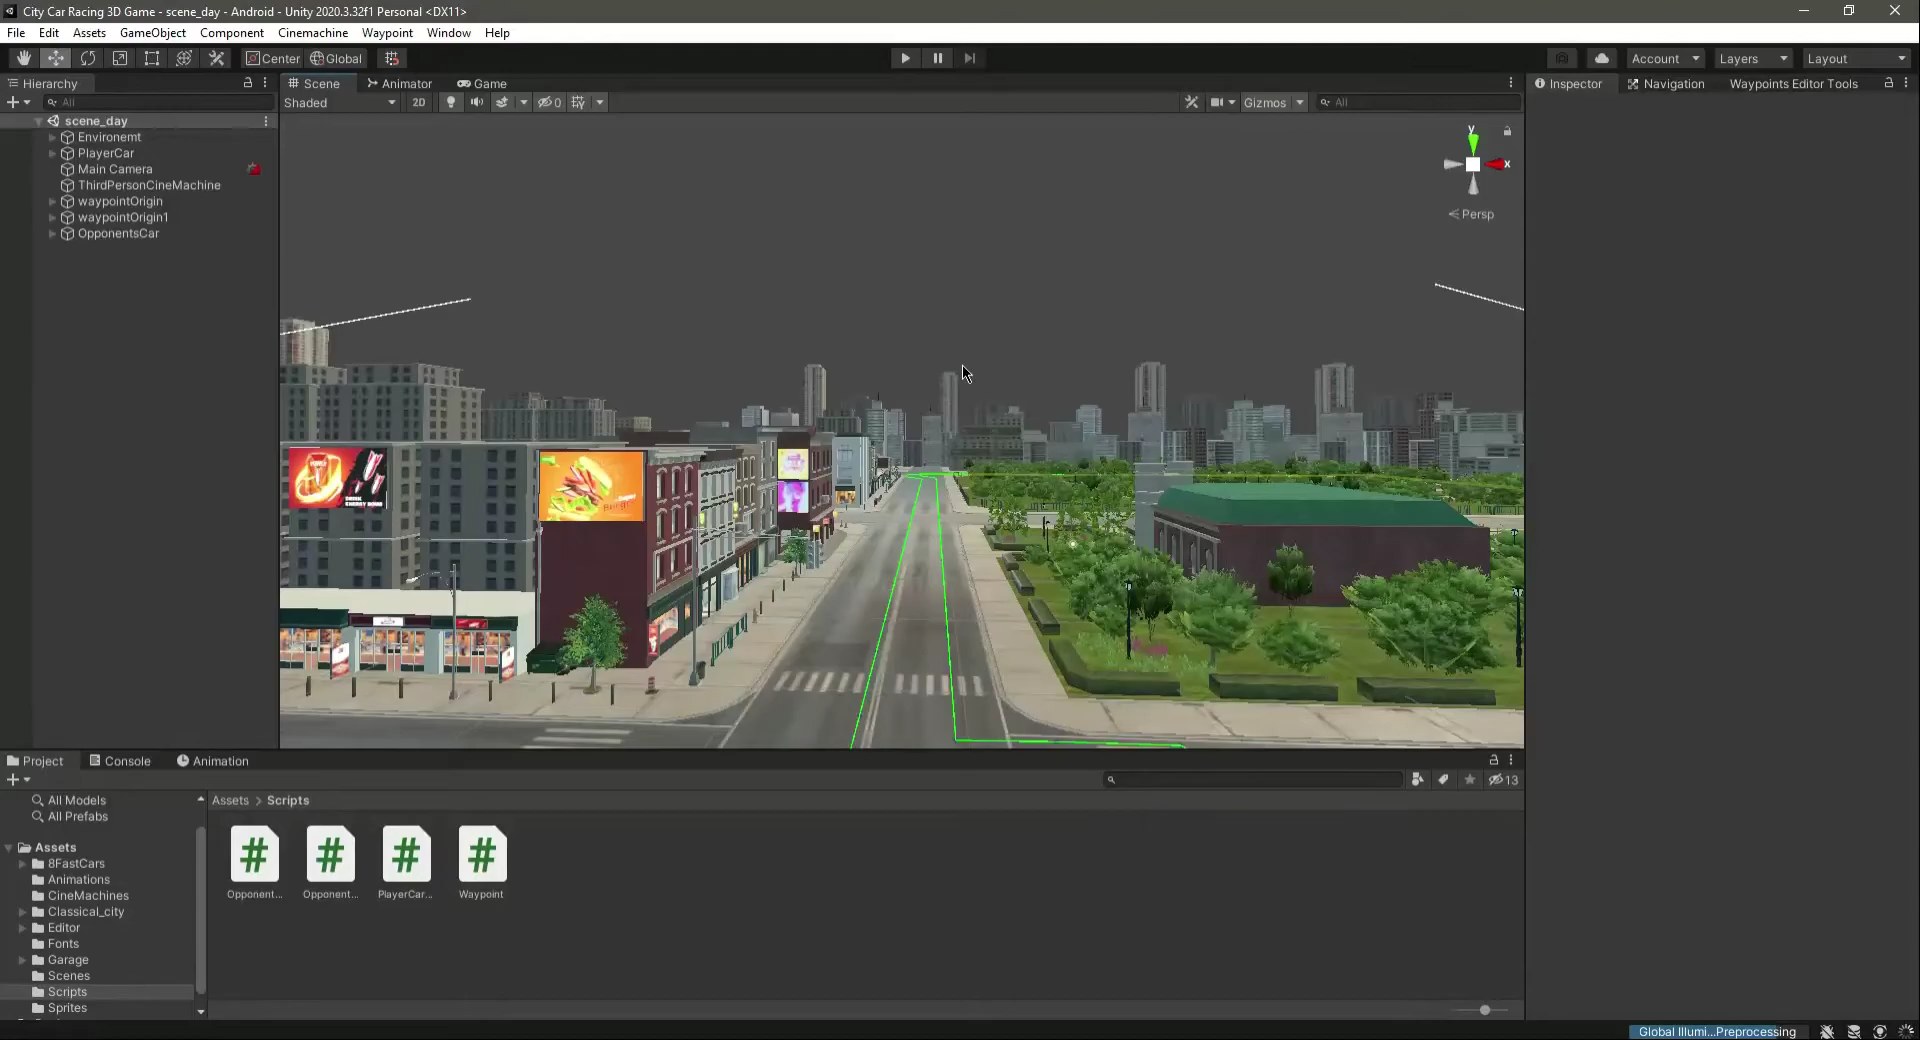 City Car Racing 3D Game - scene_day - Android - Unity 2020.3.32f1 Personal <DX11>
File Edit Assets GameObject Component Cinemachine Waypoint Window Help
Center Global Account Layers Layout
Hierarchy Scene Animator Game Inspector Navigation Waypoints Editor Tools
All Shaded 2D 0 Gizmos All
scene_day
Environemt
PlayerCar
Main Camera
ThirdPersonCineMachine
waypointOrigin
waypointOrigin1
OpponentsCar
y
x
Persp
Project Console Animation
13
All Models
All Prefabs
Assets > Scripts
Assets
8FastCars
Animations
CineMachines
Classical_city
Editor
Fonts
Garage
Scenes
Scripts
Sprites
Opponent... Opponent... PlayerCar... Waypoint
Global Illumi...Preprocessing